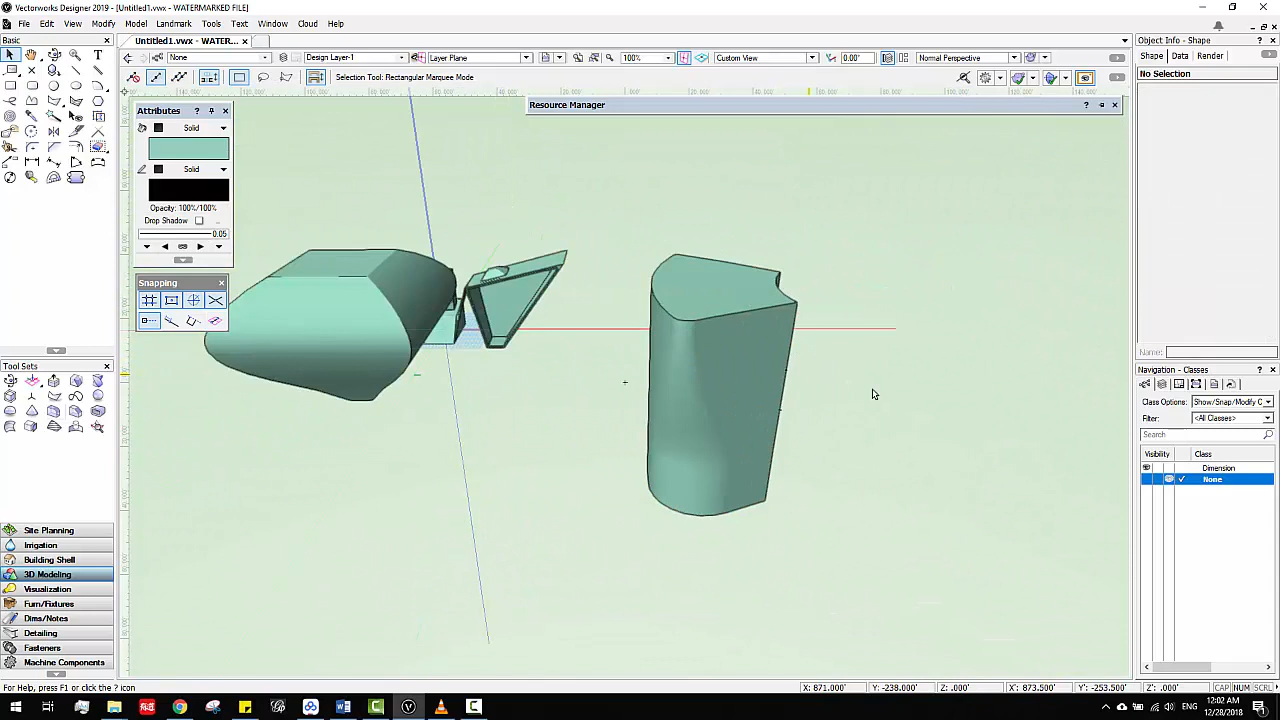 Vectorworks Designer 2019 - [Untitled1.vwx] - WATERMARKED FILE]
File Edit View Modify Model Landmark Tools Text Window Cloud Help
Basic
Untitled1.vwx - WATER...
None
Design Layer-1
Layer Plane
100%
Custom View
0.00°
Normal Perspective
Selection Tool: Rectangular Marquee Mode
Attributes
Solid
Solid
Opacity: 100%/100%
Drop Shadow
0.05
Snapping
Resource Manager
Object Info - Shape
Shape Data Render
No Selection
Name:
Navigation - Classes
Class Options: Show/Snap/Modify C
Filter: <All Classes>
Search
Visibility Class
Dimension
None
Tool Sets
Site Planning
Irrigation
Building Shell
3D Modeling
Visualization
Furn/Fixtures
Dims/Notes
Detailing
Fasteners
Machine Components
For Help, press F1 or click the ? icon
X: 871.000' Y: -238.000' Z: ,000' X': 873.500' Y': -253.500' Z': ,000' CAP NUM SCRL
ENG
12:02 AM
12/28/2018